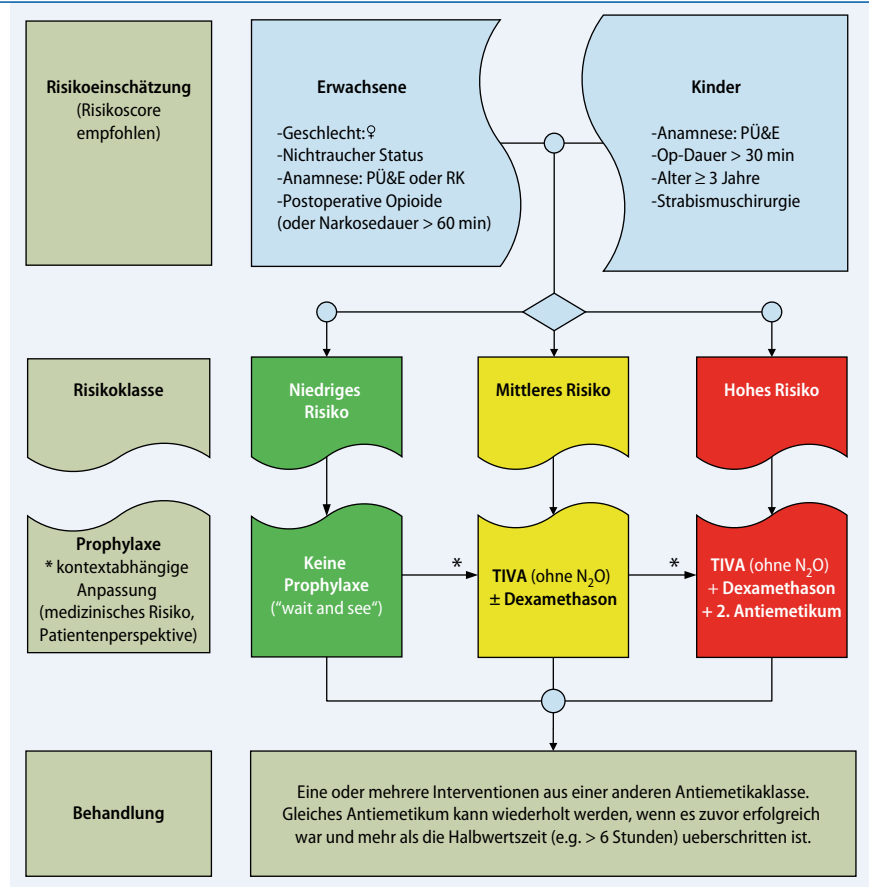 Risikoeinschätzung
(Risikoscore
empfohlen)
Erwachsene
-Geschlecht:♀
-Nichtraucher Status
-Anamnese: PÜ&E oder RK
-Postoperative Opioide
(oder Narkosedauer > 60 min)
Kinder
-Anamnese: PÜ&E
-Op-Dauer > 30 min
-Alter ≥ 3 Jahre
-Strabismuschirurgie
Risikoklasse
Niedriges
Risiko
Mittleres Risiko
Hohes Risiko
Prophylaxe
* kontextabhängige
Anpassung
(medizinisches Risiko,
Patientenperspektive)
Keine
Prophylaxe
("wait and see“)
*
TIVA (ohne N₂O)
± Dexamethason
*
TIVA (ohne N₂O)
+ Dexamethason
+ 2. Antiemetikum
Behandlung
Eine oder mehrere Interventionen aus einer anderen Antiemetikaklasse.
Gleiches Antiemetikum kann wiederholt werden, wenn es zuvor erfolgreich
war und mehr als die Halbwertszeit (e.g. > 6 Stunden) ueberschritten ist.